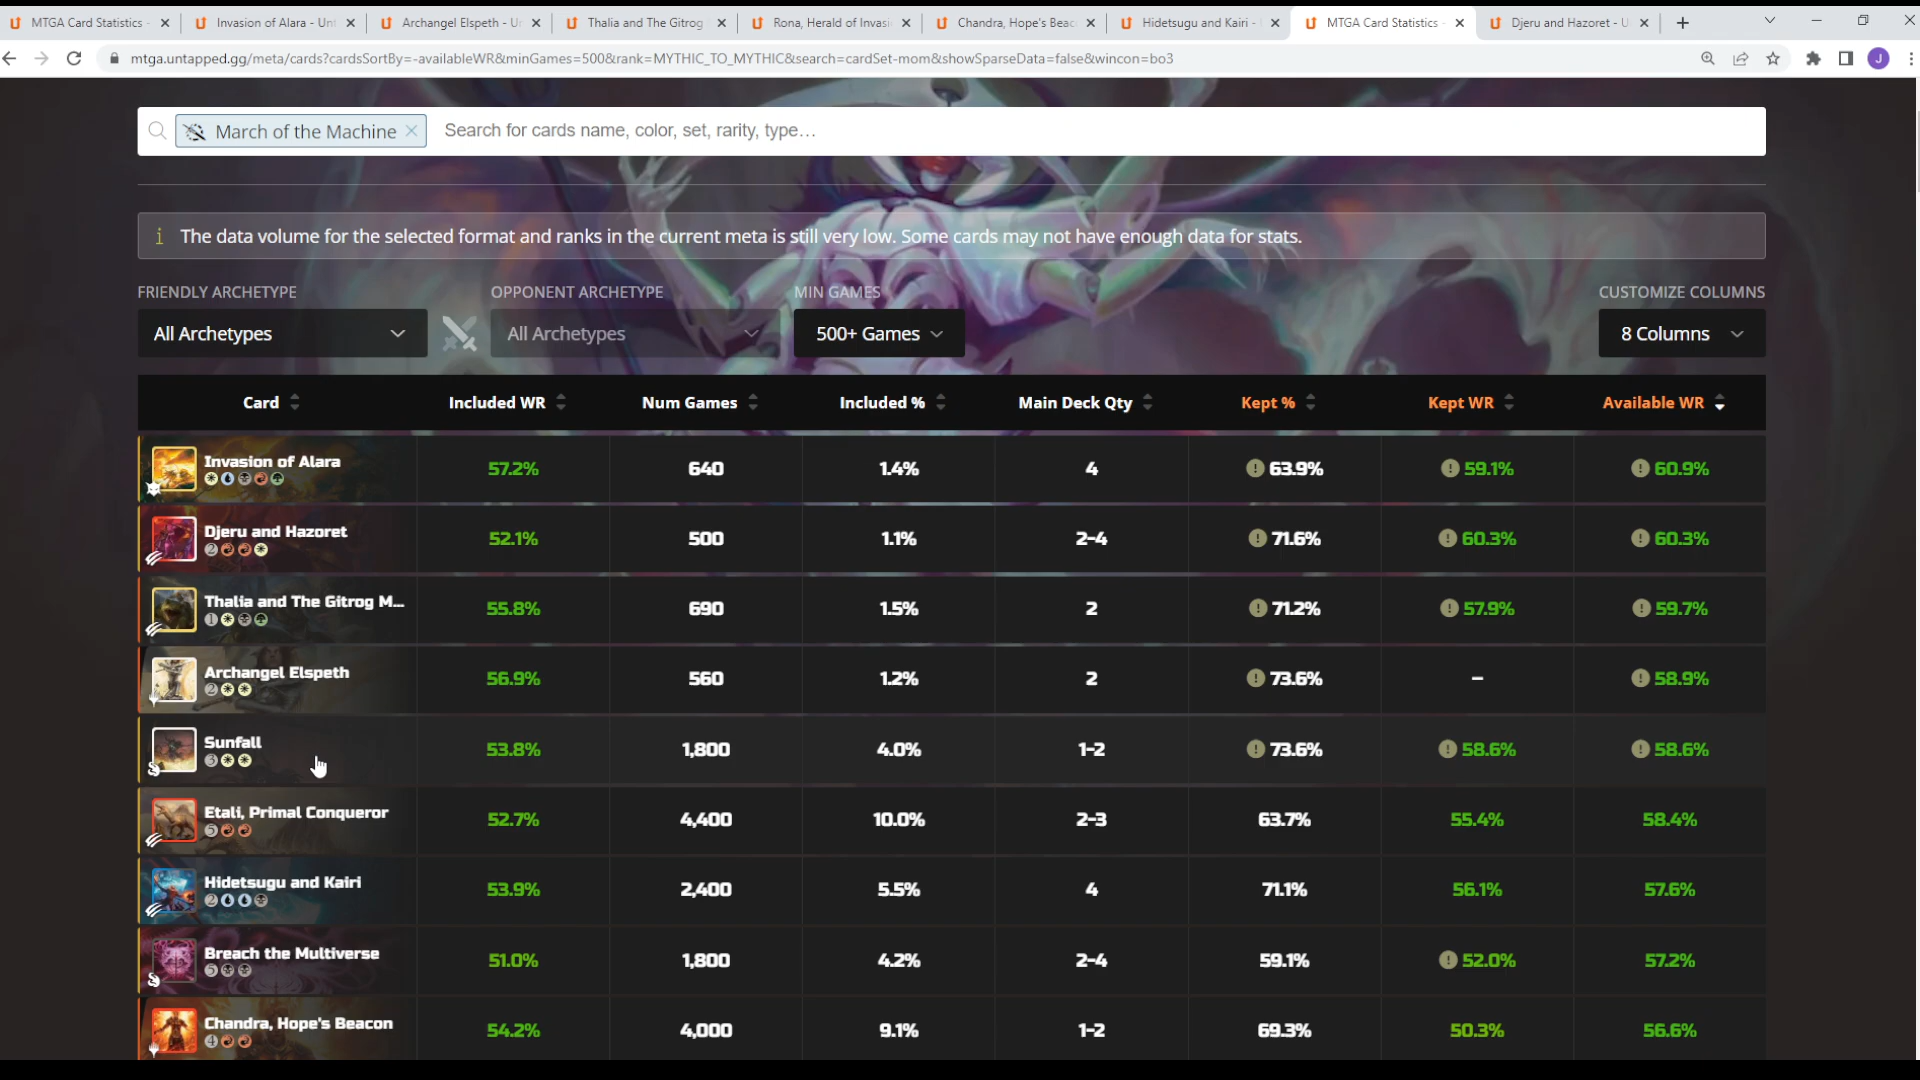 MTGA Card Statistics - Invasion of Alara - Unt Archangel Elspeth - Un Thalia and The Gitrog Rona, Herald of Invasi Chandra, Hope's Beac Hidetsugu and Kairi - MTGA Card Statistics - Djeru and Hazoret - U
mtga.untapped.gg/meta/cards?cardsSortBy=-availableWR&minGames=500&rank=MYTHIC_TO_MYTHIC&search=cardSet-mom&showSparseData=false&wincon=bo3 J
March of the Machine Search for cards name, color, set, rarity, type...
The data volume for the selected format and ranks in the current meta is still very low. Some cards may not have enough data for stats.
FRIENDLY ARCHETYPE OPPONENT ARCHETYPE MIN GAMES CUSTOMIZE COLUMNS
All Archetypes All Archetypes 500+ Games 8 Columns
Card Included WR Num Games Included % Main Deck Qty Kept % Kept WR Available WR
Invasion of Alara 57.2% 640 1.4% 4 63.9% 59.1% 60.9%
Djeru and Hazoret 52.1% 500 1.1% 2-4 71.6% 60.3% 60.3%
2
Thalia and The Gitrog M... 55.8% 690 1.5% 2 71.2% 57.9% 59.7%
1
Archangel Elspeth 56.9% 560 1.2% 2 73.6% - 58.9%
2
Sunfall 53.8% 1,800 4.0% 1-2 73.6% 58.6% 58.6%
3
Etali, Primal Conqueror 52.7% 4,400 10.0% 2-3 63.7% 55.4% 58.4%
5
Hidetsugu and Kairi 53.9% 2,400 5.5% 4 71.1% 56.1% 57.6%
2
Breach the Multiverse 51.0% 1,800 4.2% 2-4 59.1% 52.0% 57.2%
5
Chandra, Hope's Beacon 54.2% 4,000 9.1% 1-2 69.3% 50.3% 56.6%
4